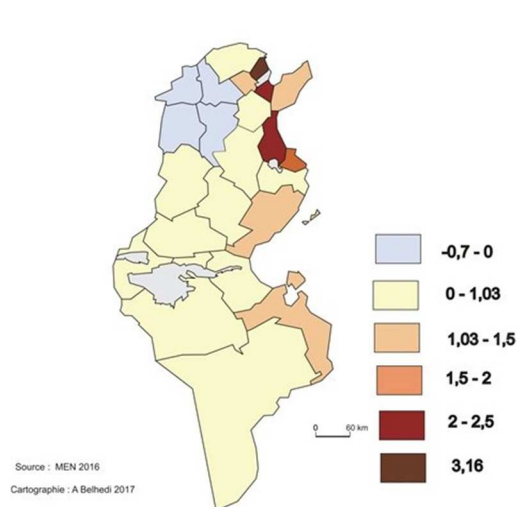 -0,7 - 0
0 - 1,03
1,03 - 1,5
1,5 - 2
2 - 2,5
3,16
0 60 km
Source : MEN 2016
Cartographie : A Belhedi 2017